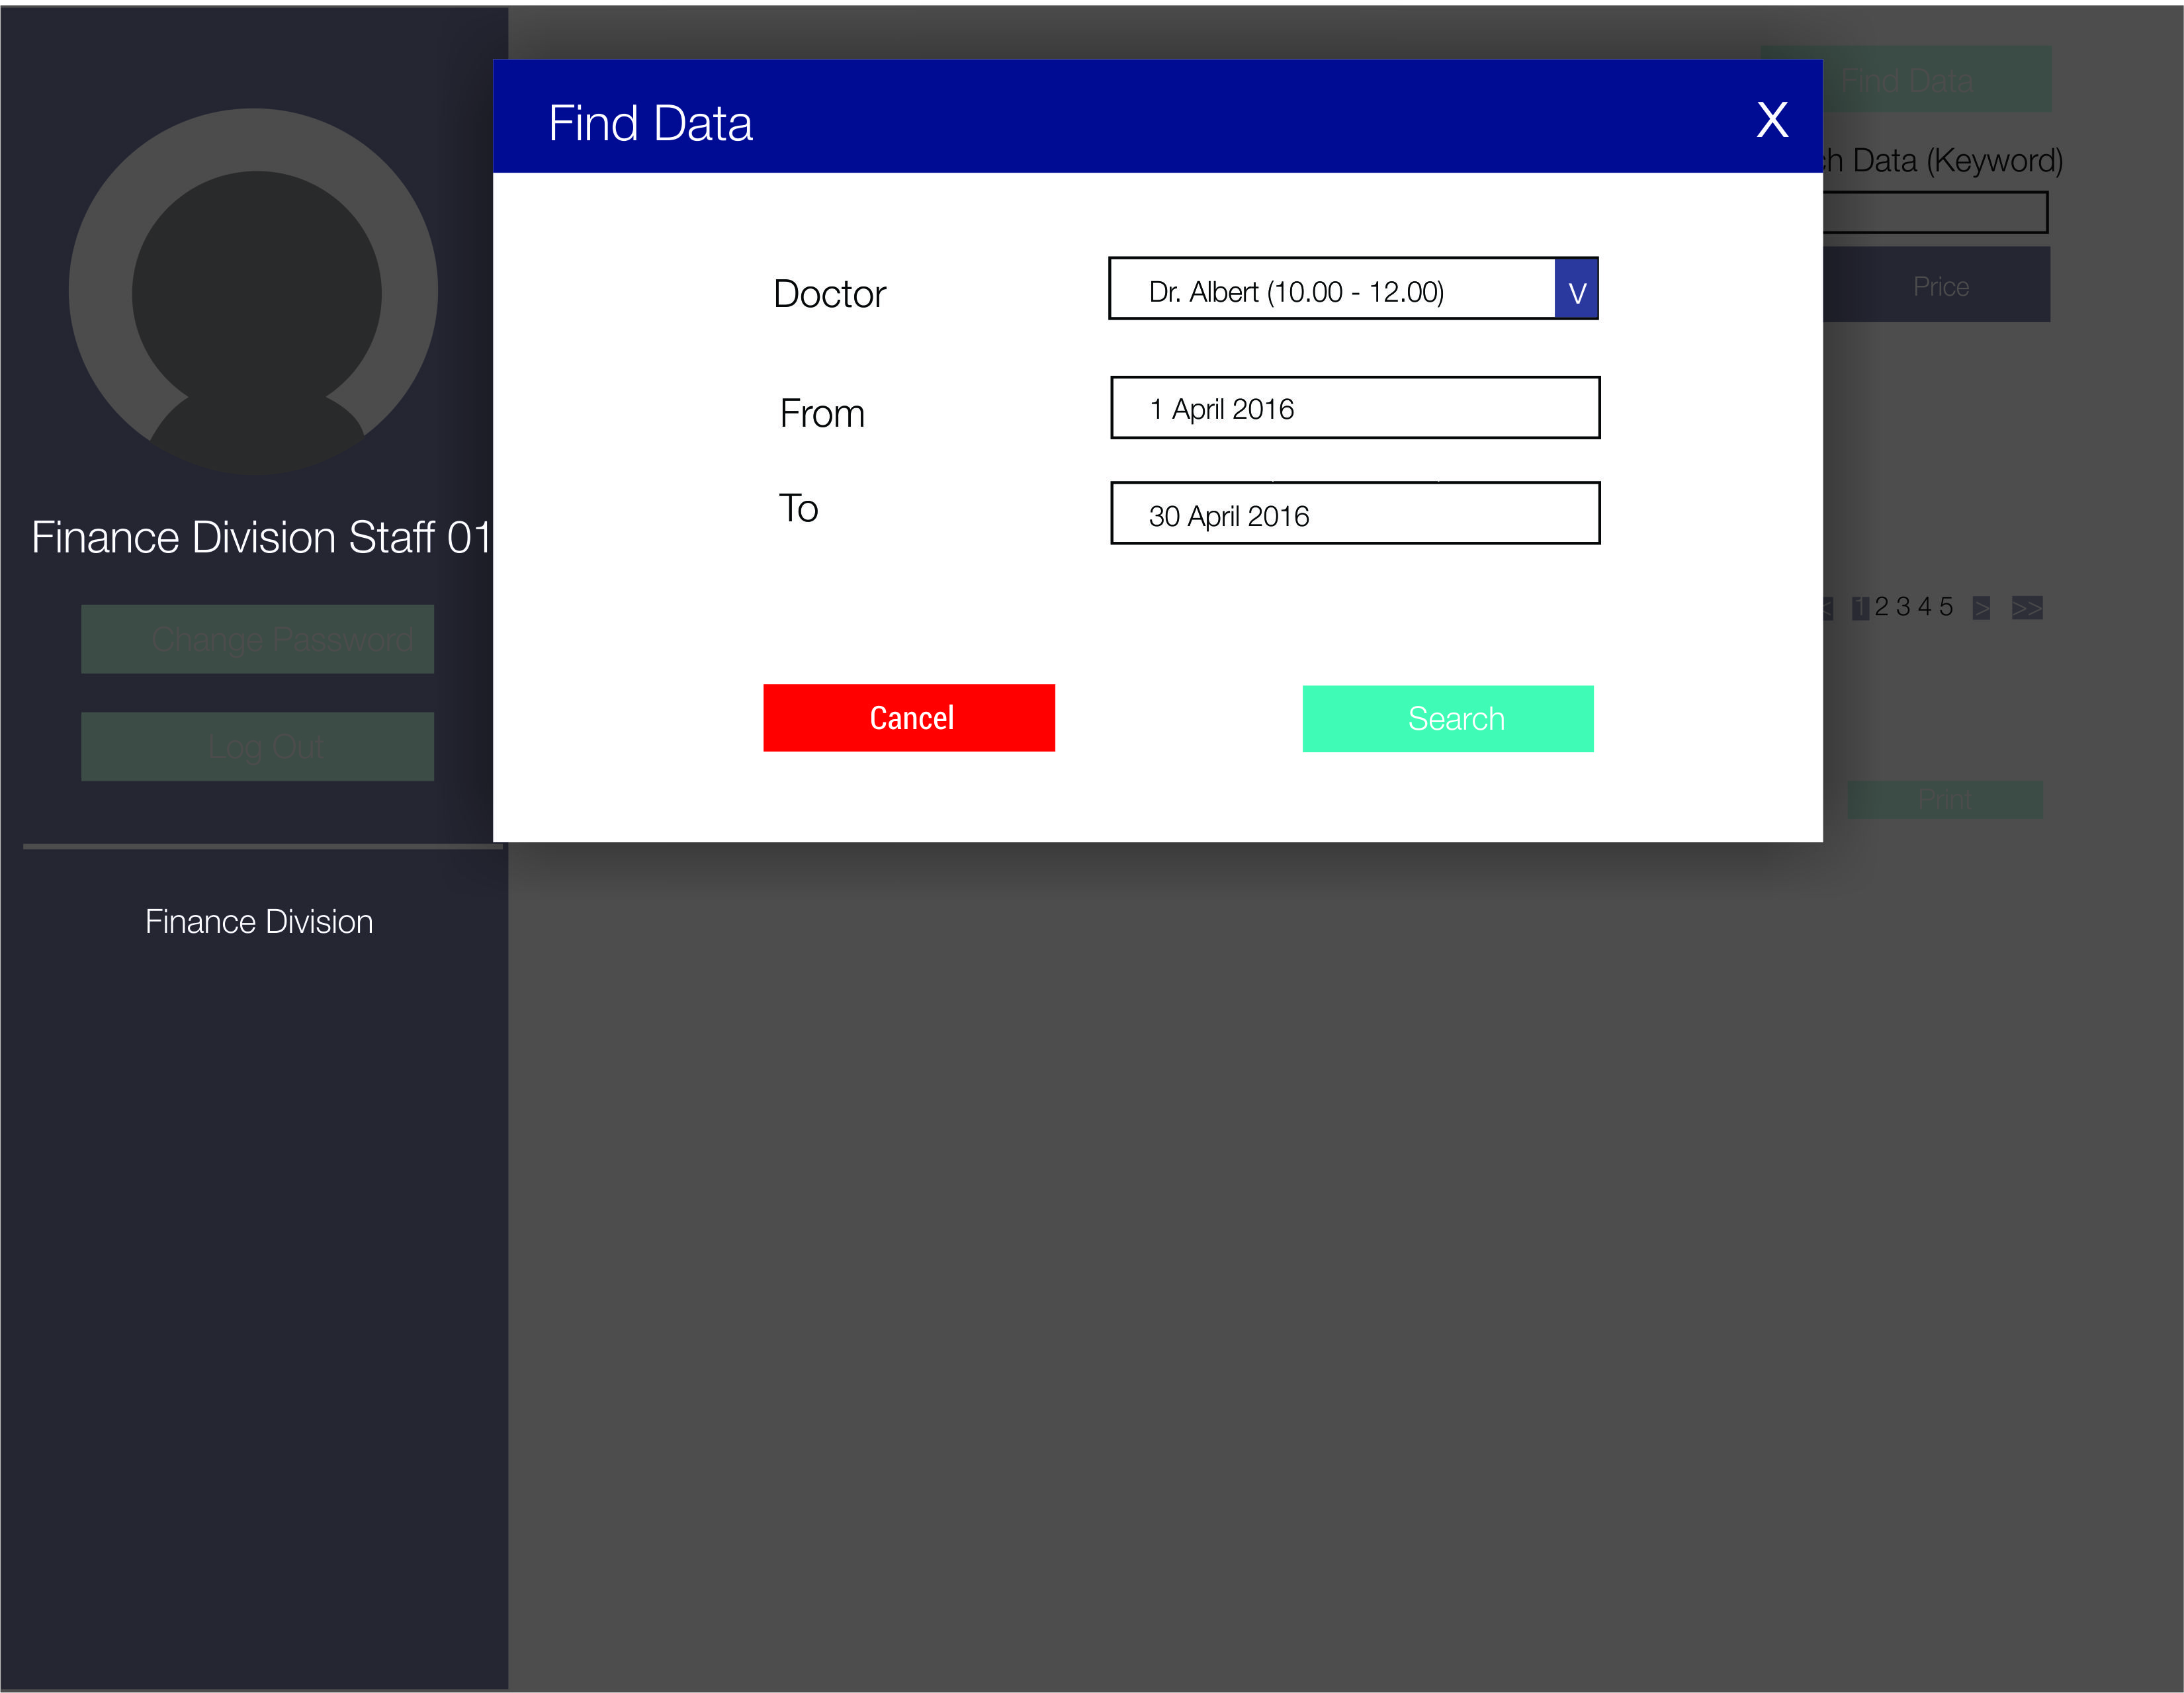 Find Data
X
Find Data
Data (Keyword)
Doctor
Dr. Albert (10.00 - 12.00)
V
Price
From
1 April 2016
To
30 April 2016
Finance Division Staff 01
1 2 3 4 5 > >>
Change Password
Cancel
Search
Log Out
Print
Finance Division